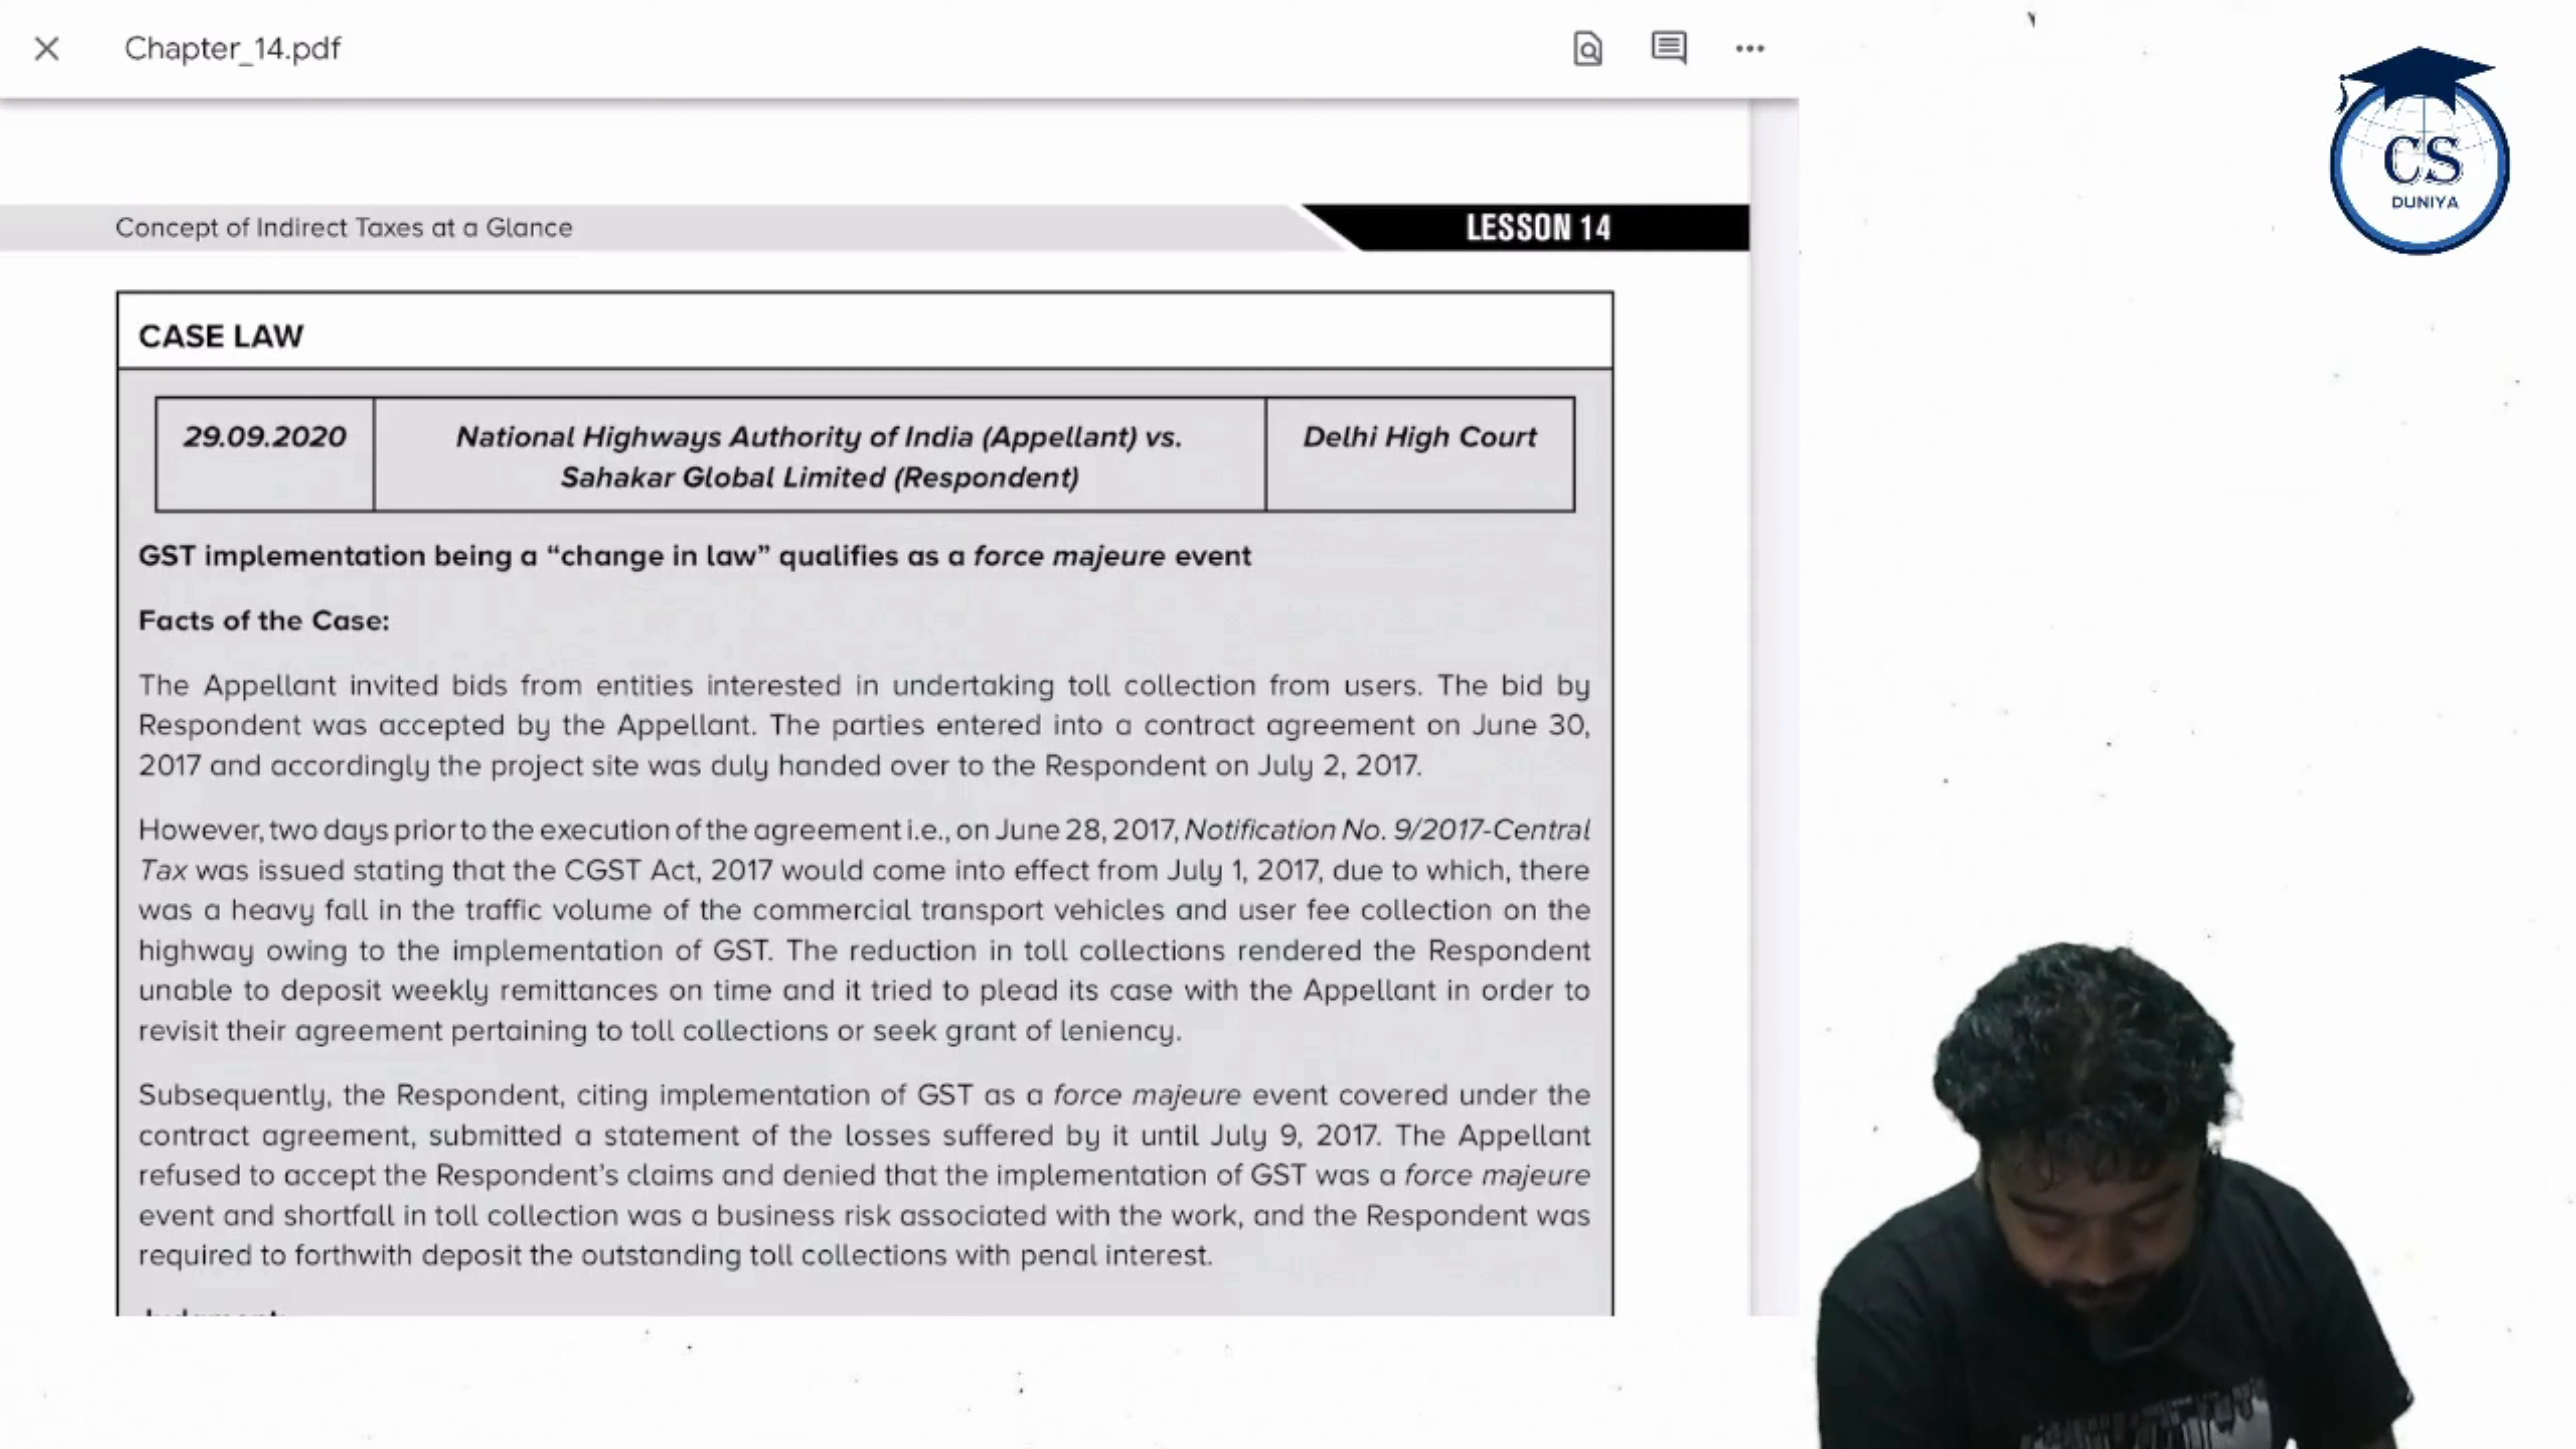 Chapter_14.pdf
CS
DUNIYA
Concept of Indirect Taxes at a Glance
LESSON 14
CASE LAW
29.09.2020
National Highways Authority of India (Appellant) vs.
Sahakar Global Limited (Respondent)
Delhi High Court
GST implementation being a “change in law” qualifies as a force majeure event
Facts of the Case:
The Appellant invited bids from entities interested in undertaking toll collection from users. The bid by
Respondent was accepted by the Appellant. The parties entered into a contract agreement on June 30,
2017 and accordingly the project site was duly handed over to the Respondent on July 2, 2017.
However, two days prior to the execution of the agreement i.e., on June 28, 2017, Notification No. 9/2017-Central
Tax was issued stating that the CGST Act, 2017 would come into effect from July 1, 2017, due to which, there
was a heavy fall in the traffic volume of the commercial transport vehicles and user fee collection on the
highway owing to the implementation of GST. The reduction in toll collections rendered the Respondent
unable to deposit weekly remittances on time and it tried to plead its case with the Appellant in order to
revisit their agreement pertaining to toll collections or seek grant of leniency.
Subsequently, the Respondent, citing implementation of GST as a force majeure event covered under the
contract agreement, submitted a statement of the losses suffered by it until July 9, 2017. The Appellant
refused to accept the Respondent’s claims and denied that the implementation of GST was a force majeure
event and shortfall in toll collection was a business risk associated with the work, and the Respondent was
required to forthwith deposit the outstanding toll collections with penal interest.